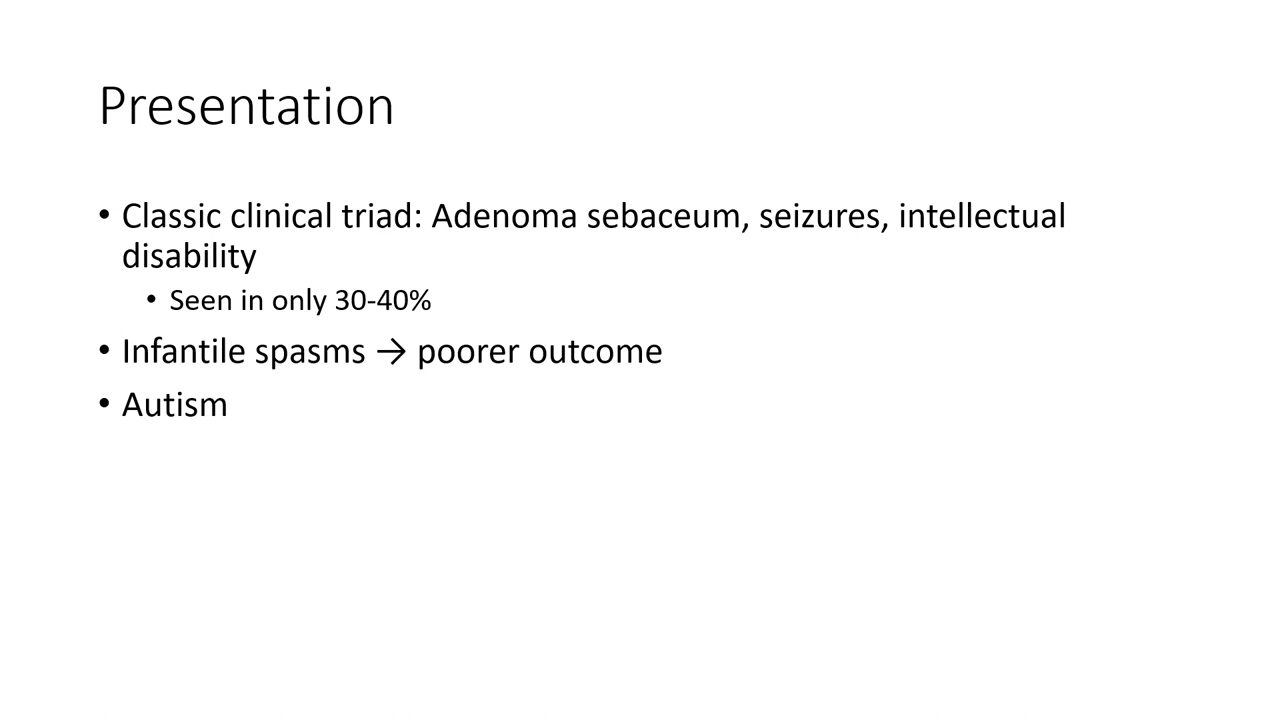 Presentation
• Classic clinical triad: Adenoma sebaceum, seizures, intellectual
disability
• Seen in only 30-40%
• Infantile spasms → poorer outcome
• Autism